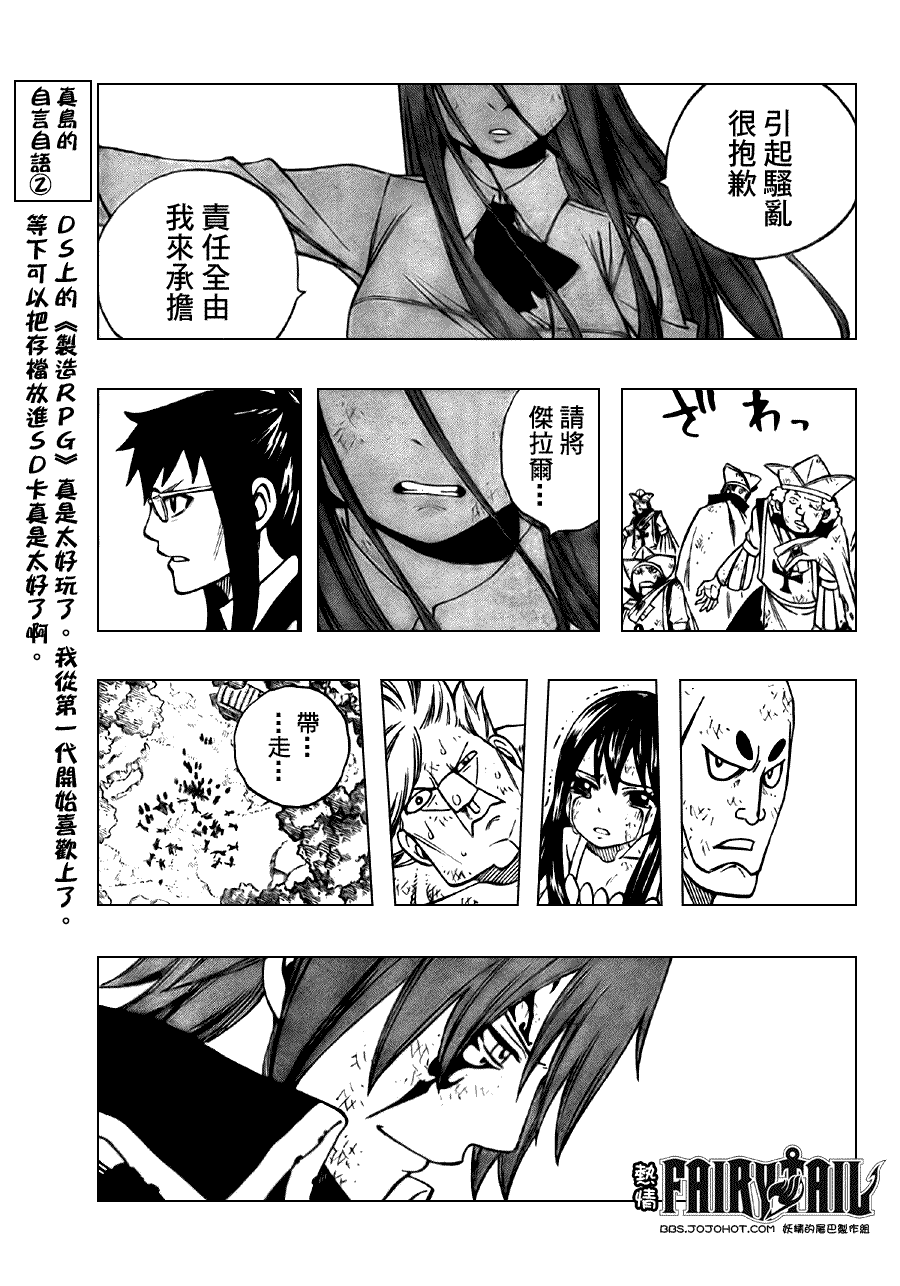 引起騷亂
很抱歉
責任全由
我來承擔
ざわっ
請將
傑拉爾…
帶…
…走…
真島的
自言自語②
DS上的《製造RPG》真是太好玩了。我從第一代開始喜歡上了。
等下可以把存檔放進SD卡真是太好了啊。
熱情
FAIRY TAIL
BBS.JOJOHOT.COM 妖精的尾巴製作組